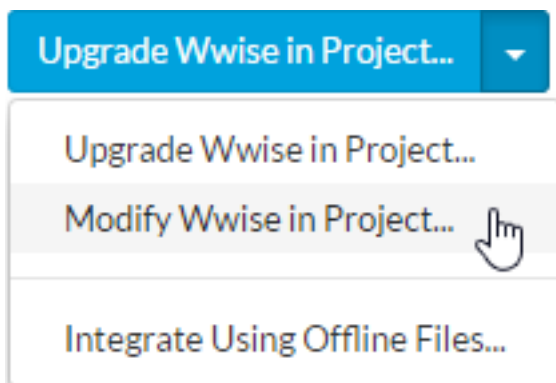 Upgrade Wwise in Project...
Upgrade Wwise in Project...
Modify Wwise in Project...
Integrate Using Offline Files...